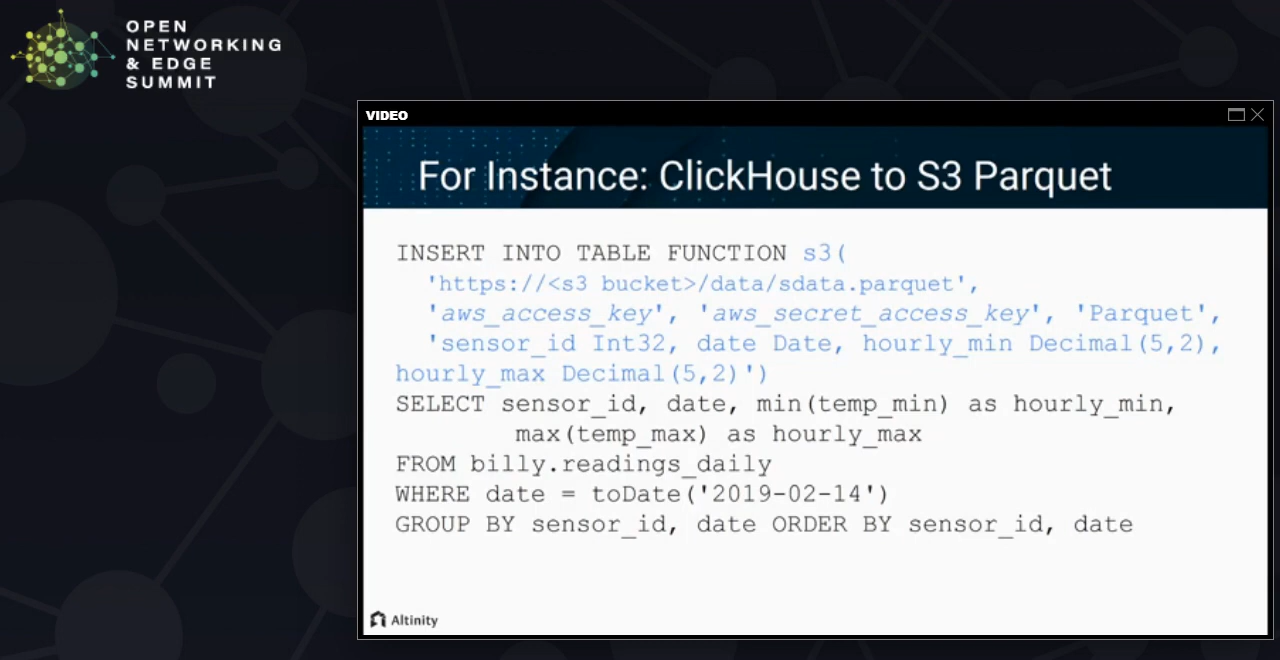 OPEN
NETWORKING
& EDGE
SUMMIT
VIDEO
For Instance: ClickHouse to S3 Parquet
INSERT INTO TABLE FUNCTION s3(
'https://<s3 bucket>/data/sdata.parquet',
'aws_access_key', 'aws_secret_access_key', 'Parquet',
'sensor_id Int32, date Date, hourly_min Decimal(5,2),
hourly_max Decimal(5,2)')
SELECT sensor_id, date, min(temp_min) as hourly_min,
max(temp_max) as hourly_max
FROM billy.readings_daily
WHERE date = toDate('2019-02-14')
GROUP BY sensor_id, date ORDER BY sensor_id, date
Altinity